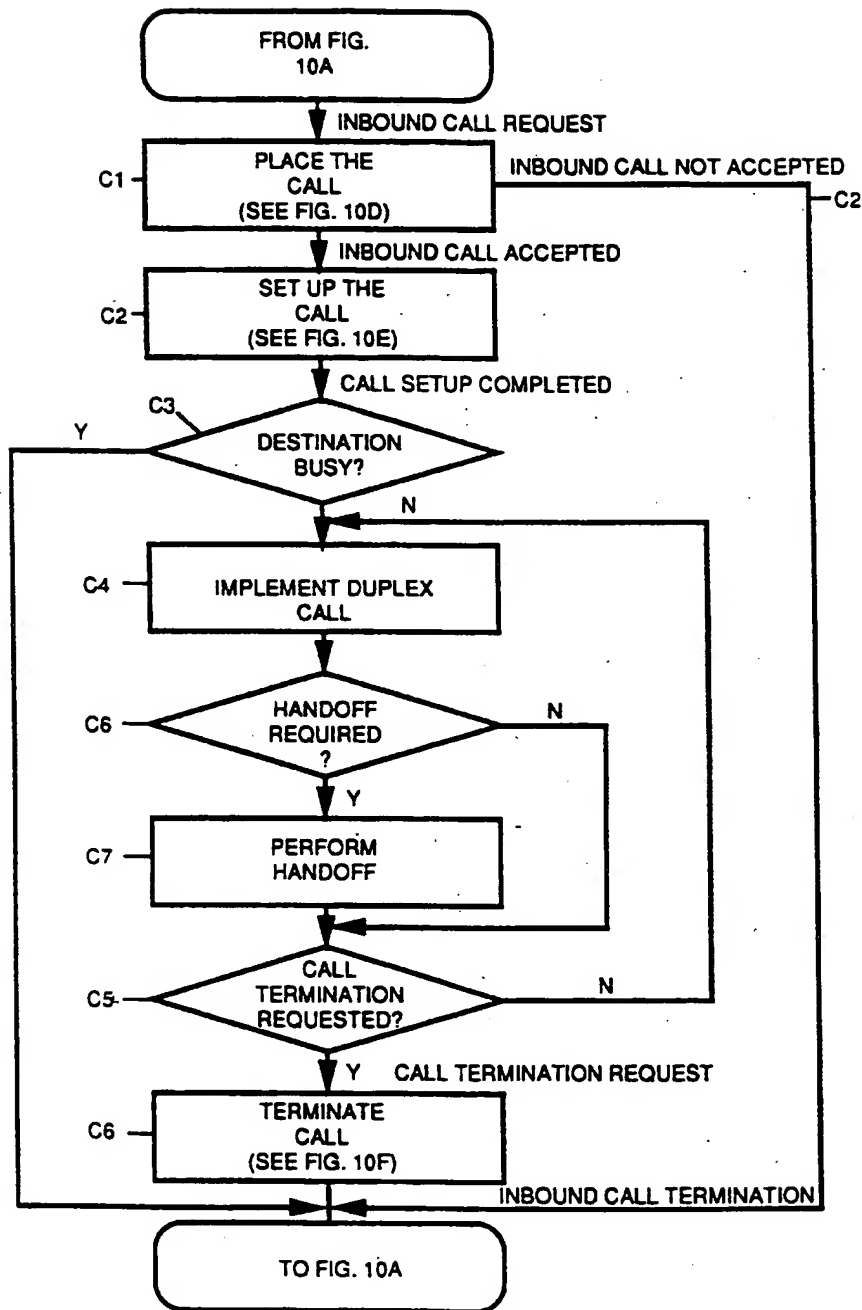 FROM FIG.
10A
INBOUND CALL REQUEST
C1
PLACE THE
CALL
(SEE FIG. 10D)
INBOUND CALL NOT ACCEPTED
C2
INBOUND CALL ACCEPTED
C2
SET UP THE
CALL
(SEE FIG. 10E)
CALL SETUP COMPLETED
C3
Y
DESTINATION
BUSY?
N
C4
IMPLEMENT DUPLEX
CALL
C6
HANDOFF
REQUIRED
?
N
Y
C7
PERFORM
HANDOFF
C5
CALL
TERMINATION
REQUESTED?
N
Y
CALL TERMINATION REQUEST
C6
TERMINATE
CALL
(SEE FIG. 10F)
INBOUND CALL TERMINATION
TO FIG. 10A